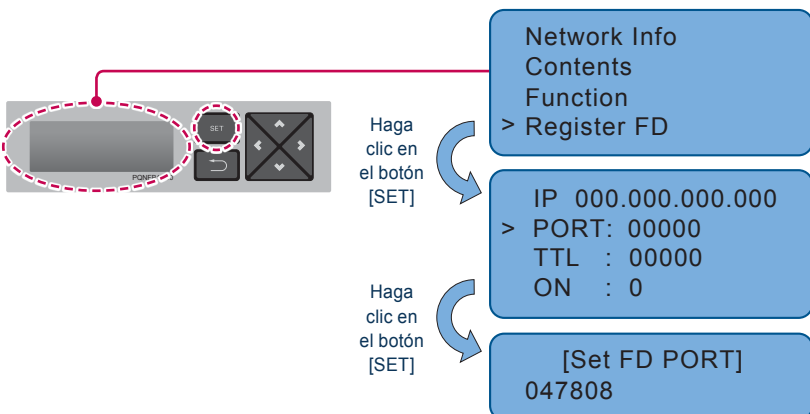 Network Info
Contents
Function
> Register FD
SET
Haga
clic en
el botón
[SET]
IP 000.000.000.000
> PORT: 00000
TTL : 00000
ON : 0
Haga
clic en
el botón
[SET]
[Set FD PORT]
047808